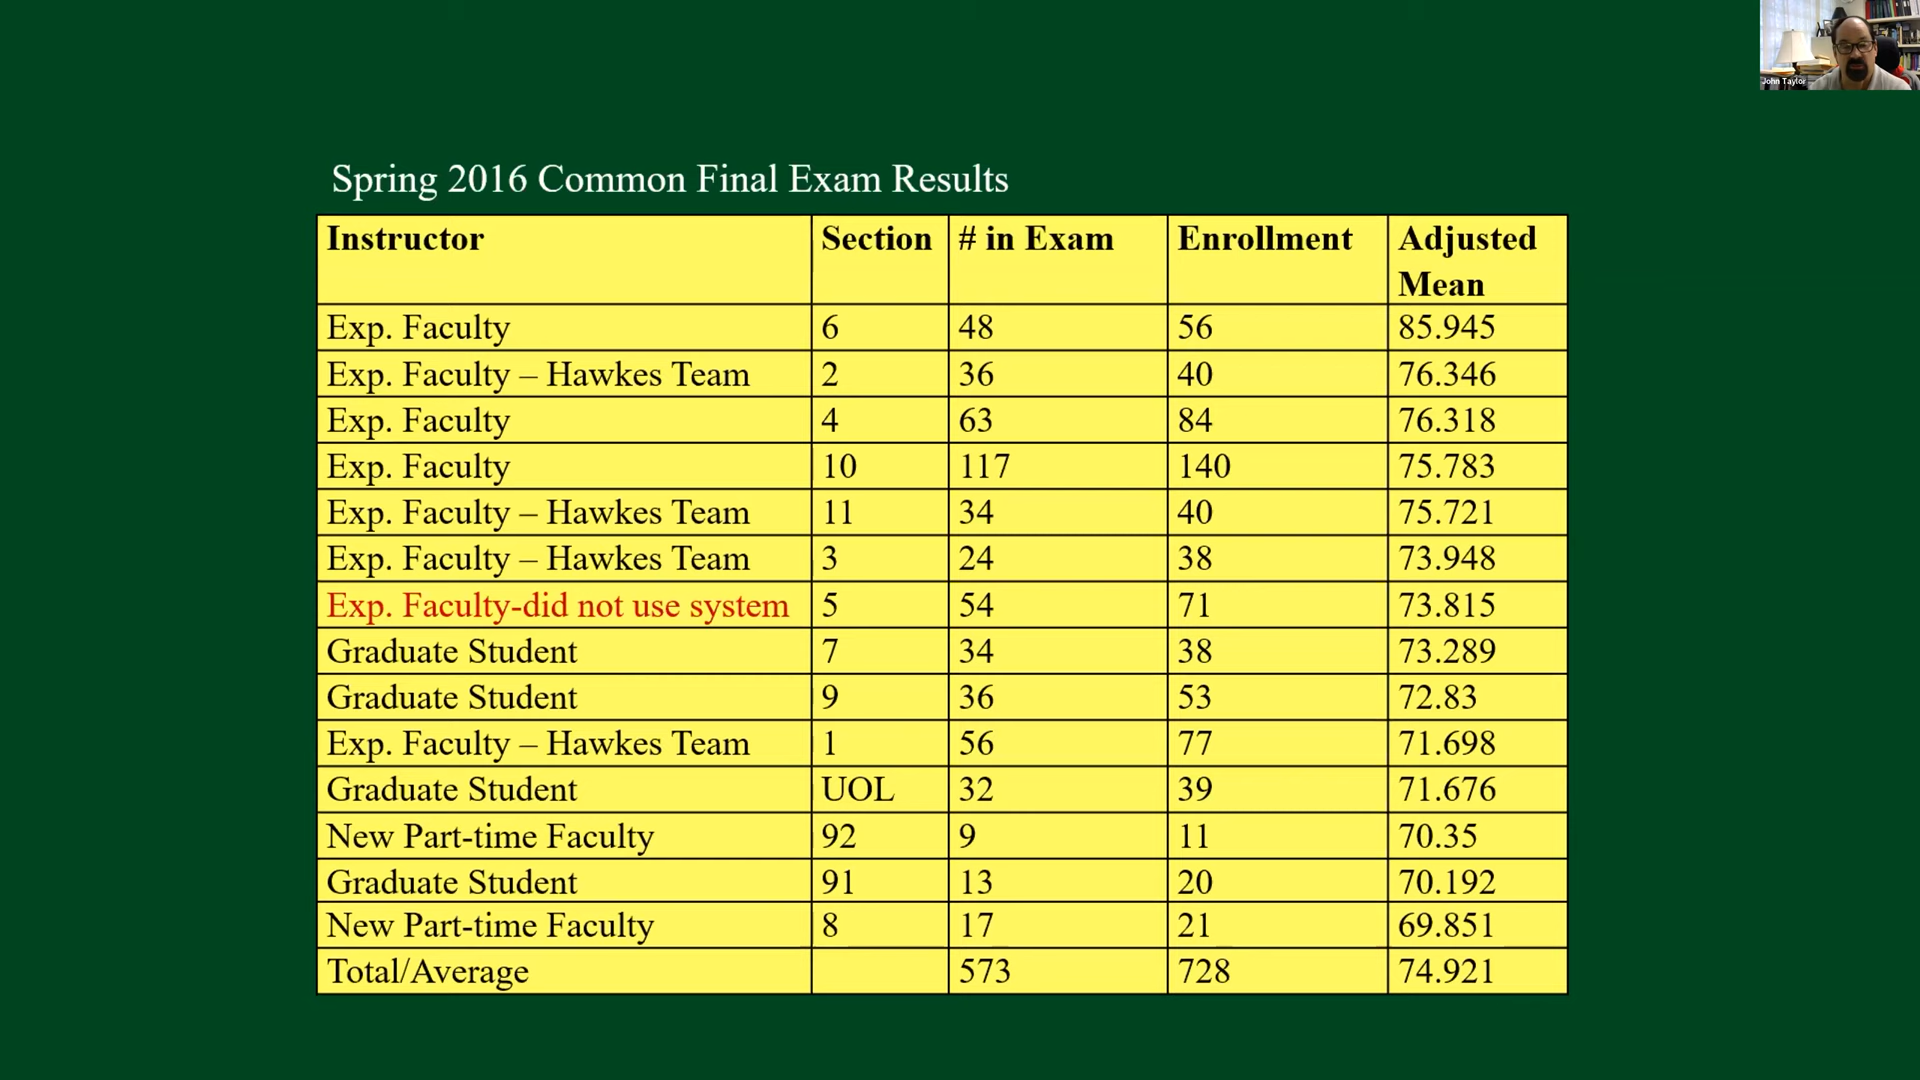 John Taylor
Spring 2016 Common Final Exam Results
Instructor Section # in Exam Enrollment Adjusted
Mean
Exp. Faculty 6 48 56 85.945
Exp. Faculty – Hawkes Team 2 36 40 76.346
Exp. Faculty 4 63 84 76.318
Exp. Faculty 10 117 140 75.783
Exp. Faculty – Hawkes Team 11 34 40 75.721
Exp. Faculty – Hawkes Team 3 24 38 73.948
Exp. Faculty-did not use system 5 54 71 73.815
Graduate Student 7 34 38 73.289
Graduate Student 9 36 53 72.83
Exp. Faculty – Hawkes Team 1 56 77 71.698
Graduate Student UOL 32 39 71.676
New Part-time Faculty 92 9 11 70.35
Graduate Student 91 13 20 70.192
New Part-time Faculty 8 17 21 69.851
Total/Average 573 728 74.921